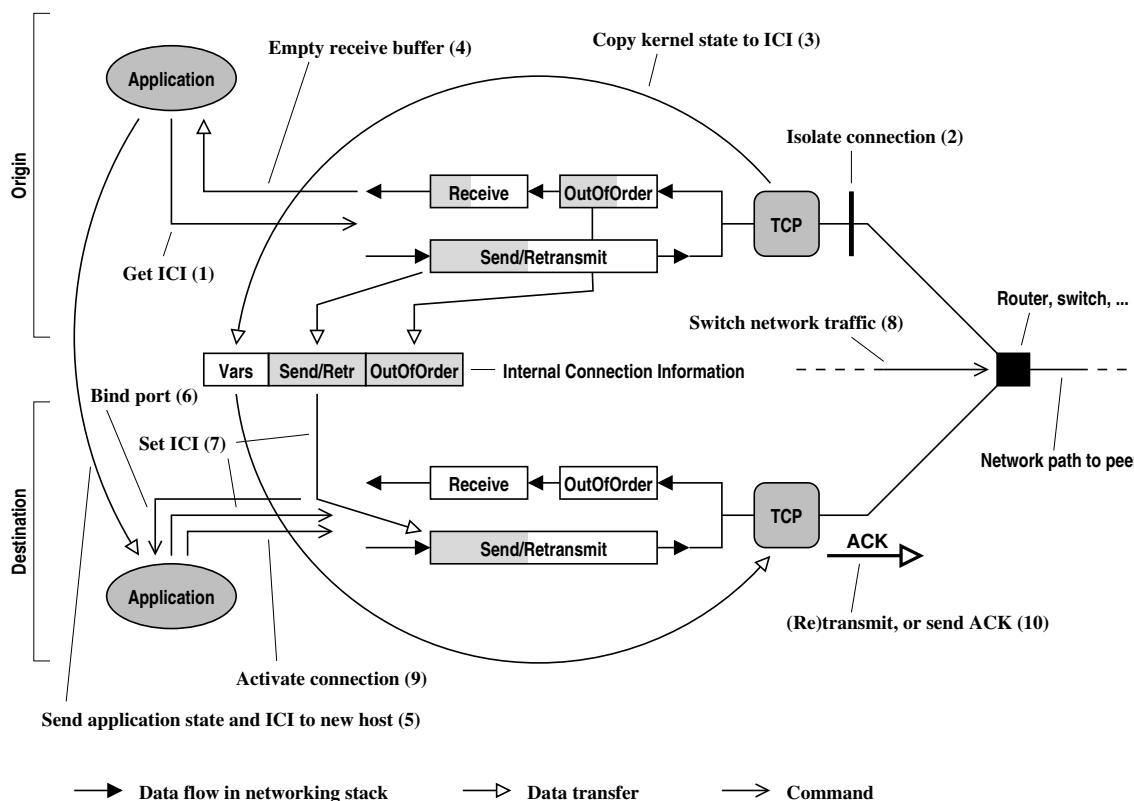 Empty receive buffer (4)
Copy kernel state to ICI (3)
Application
Isolate connection (2)
Origin
Receive
OutOfOrder
TCP
Send/Retransmit
Get ICI (1)
Router, switch, ...
Switch network traffic (8)
Vars
Send/Retr
OutOfOrder
Internal Connection Information
Bind port (6)
Set ICI (7)
Network path to peer
Destination
Receive
OutOfOrder
TCP
Send/Retransmit
ACK
Application
(Re)transmit, or send ACK (10)
Activate connection (9)
Send application state and ICI to new host (5)
Data flow in networking stack
Data transfer
Command